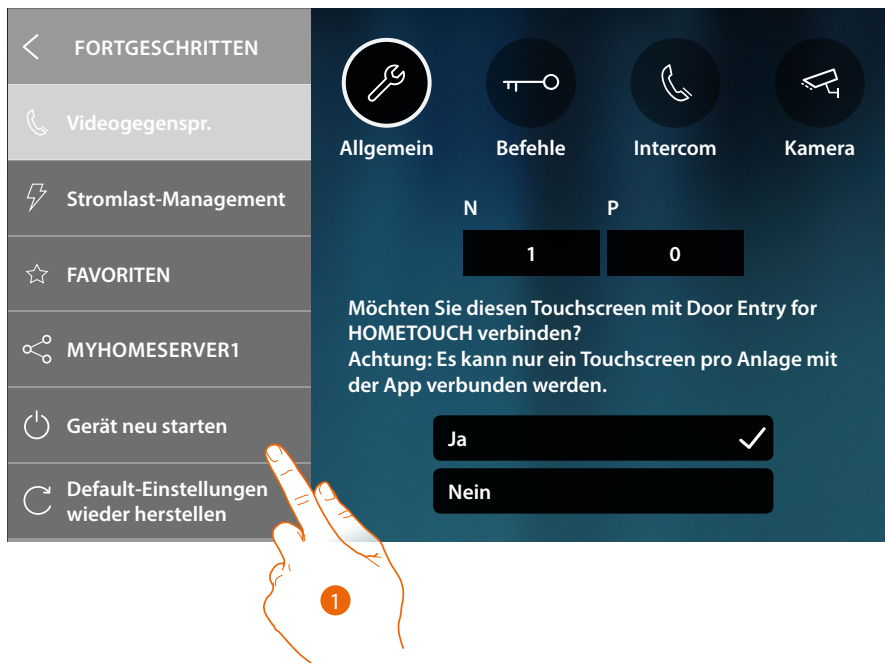 FORTGESCHRITTEN
Videogegenspr.
Stromlast-Management
FAVORITEN
MYHOMESERVER1
Gerät neu starten
Default-Einstellungen
wieder herstellen
Allgemein
Befehle
Intercom
Kamera
N
P
1
0
Möchten Sie diesen Touchscreen mit Door Entry for
HOMETOUCH verbinden?
Achtung: Es kann nur ein Touchscreen pro Anlage mit
der App verbunden werden.
Ja
Nein
1